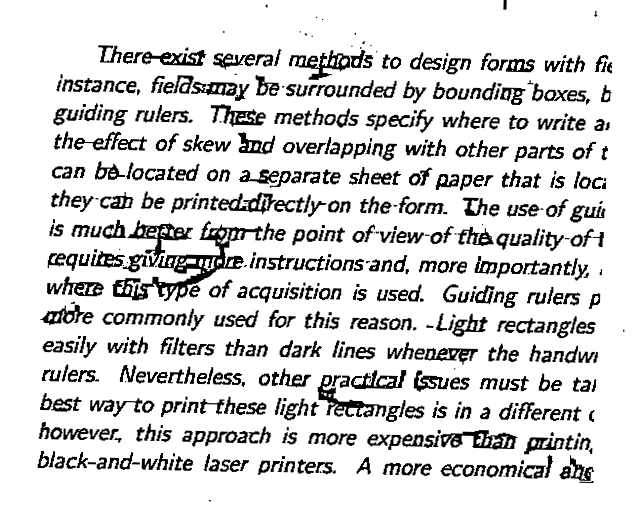 There exist several methods to design forms with fie
instance, fields may be surrounded by bounding boxes, b
guiding rulers. These methods specify where to write a
the effect of skew and overlapping with other parts of t
can be located on a separate sheet of paper that is loc
they can be printed directly on the form. The use of gui
is much better from the point of view of the quality of t
requires giving more instructions and, more importantly,
where this type of acquisition is used. Guiding rulers p
more commonly used for this reason. Light rectangles
easily with filters than dark lines whenever the handw
rulers. Nevertheless, other practical issues must be ta
best way to print these light rectangles is in a different c
however, this approach is more expensive than printin
black-and-white laser printers. A more economical